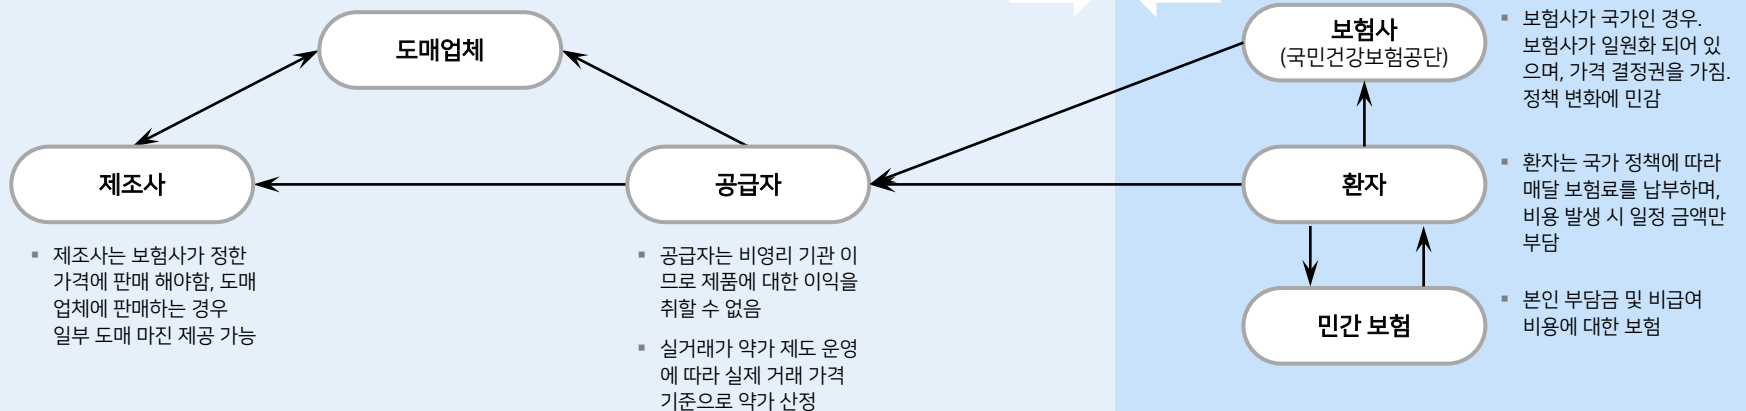 도매업체
보험사
(국민건강보험공단)
▪ 보험사가 국가인 경우.
보험사가 일원화 되어 있
으며, 가격 결정권을 가짐.
정책 변화에 민감
제조사
공급자
환자
▪ 환자는 국가 정책에 따라
매달 보험료를 납부하며,
비용 발생 시 일정 금액만
부담
▪ 제조사는 보험사가 정한
가격에 판매 해야함, 도매
업체에 판매하는 경우
일부 도매 마진 제공 가능
▪ 공급자는 비영리 기관 이
므로 제품에 대한 이익을
취할 수 없음
▪ 실거래가 약가 제도 운영
에 따라 실제 거래 가격
기준으로 약가 산정
민간 보험
▪ 본인 부담금 및 비급여
비용에 대한 보험